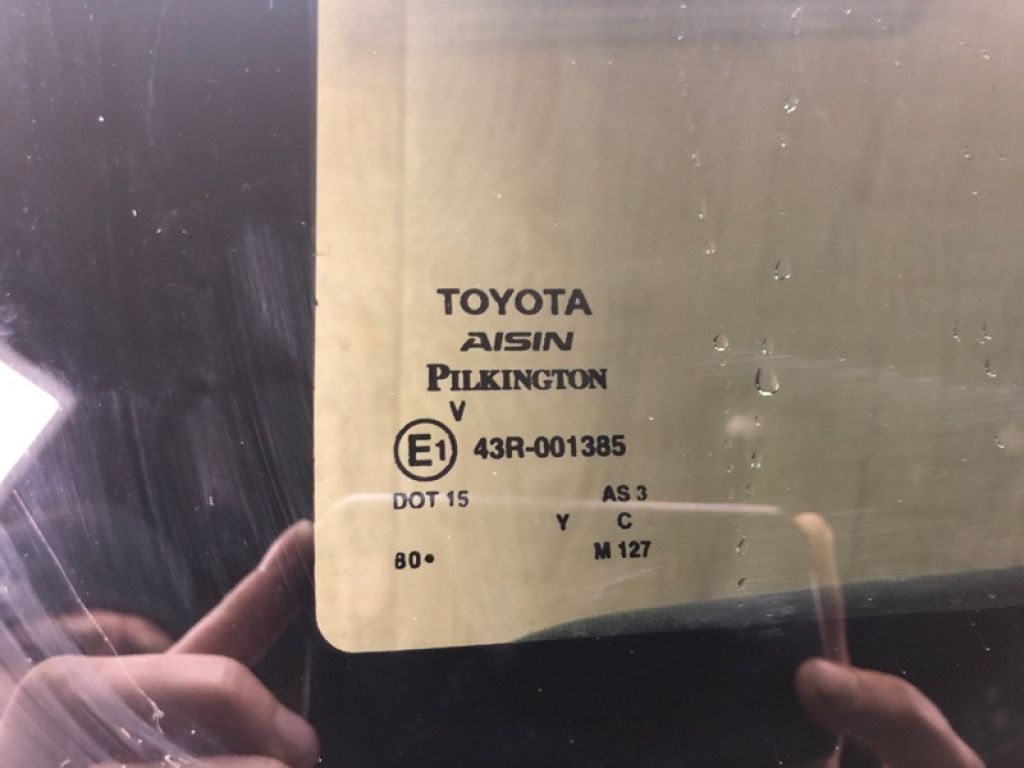 TOYOTA
AISIN
PILKINGTON
V
E1 43R-001385
DOT 15 AS 3
Y C
80• M 127